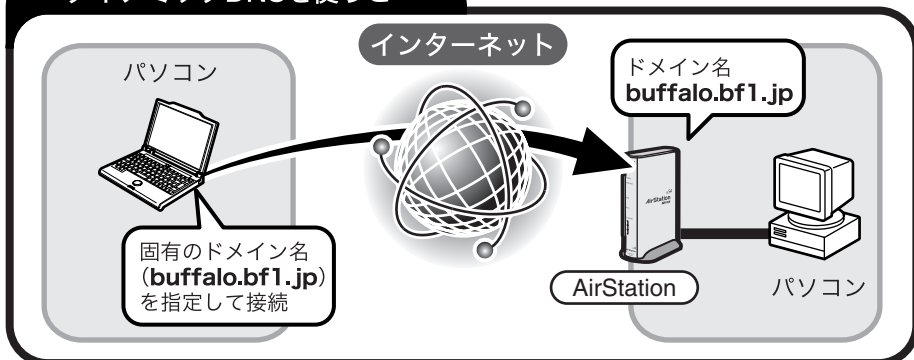 ダイナミックDNSを使うと
インターネット
パソコン
ドメイン名
buffalo.bf1.jp
AirStation
固有のドメイン名
(buffalo.bf1.jp)
を指定して接続
AirStation
パソコン